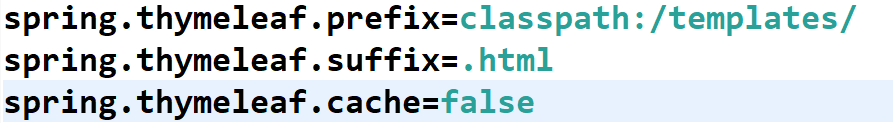 spring.thymeleaf.prefix=classpath:/templates/
spring.thymeleaf.suffix=.html
spring.thymeleaf.cache=false